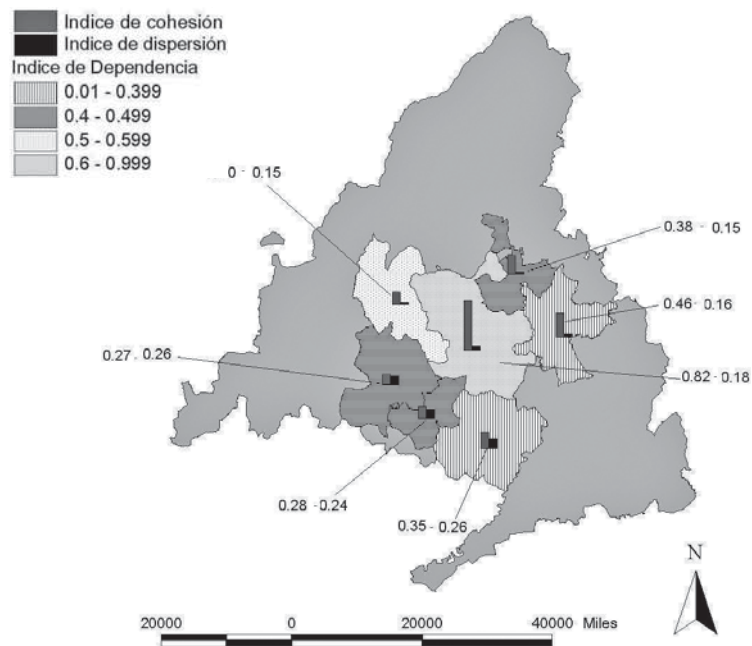 Indice de cohesión
Indice de dispersión
Indice de Dependencia
0.01 - 0.399
0.4 - 0.499
0.5 - 0.599
0.6 - 0.999
0 - 0.15
0.38 - 0.15
0.46 - 0.16
0.27 - 0.26
0.82 - 0.18
0.28 - 0.24
0.35 - 0.26
N
20000 0 20000 40000 Miles